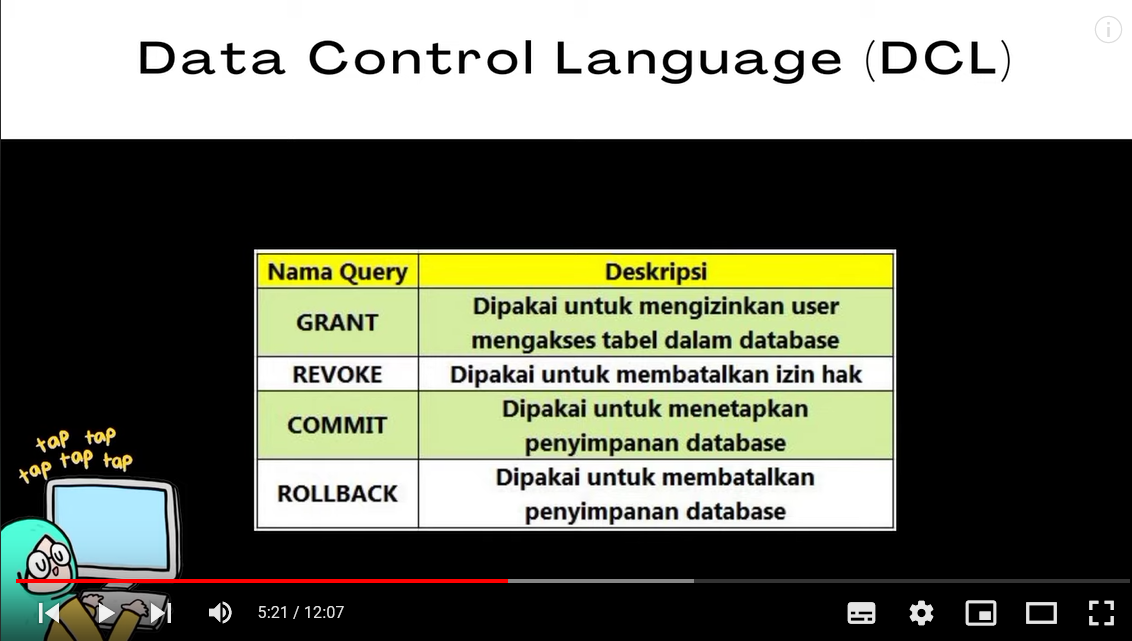 Data Control Language (DCL)
Nama Query Deskripsi
GRANT Dipakai untuk mengizinkan user
mengakses tabel dalam database
REVOKE Dipakai untuk membatalkan izin hak
COMMIT Dipakai untuk menetapkan
penyimpanan database
ROLLBACK Dipakai untuk membatalkan
penyimpanan database
tap tap
tap tap tap
5:21 / 12:07